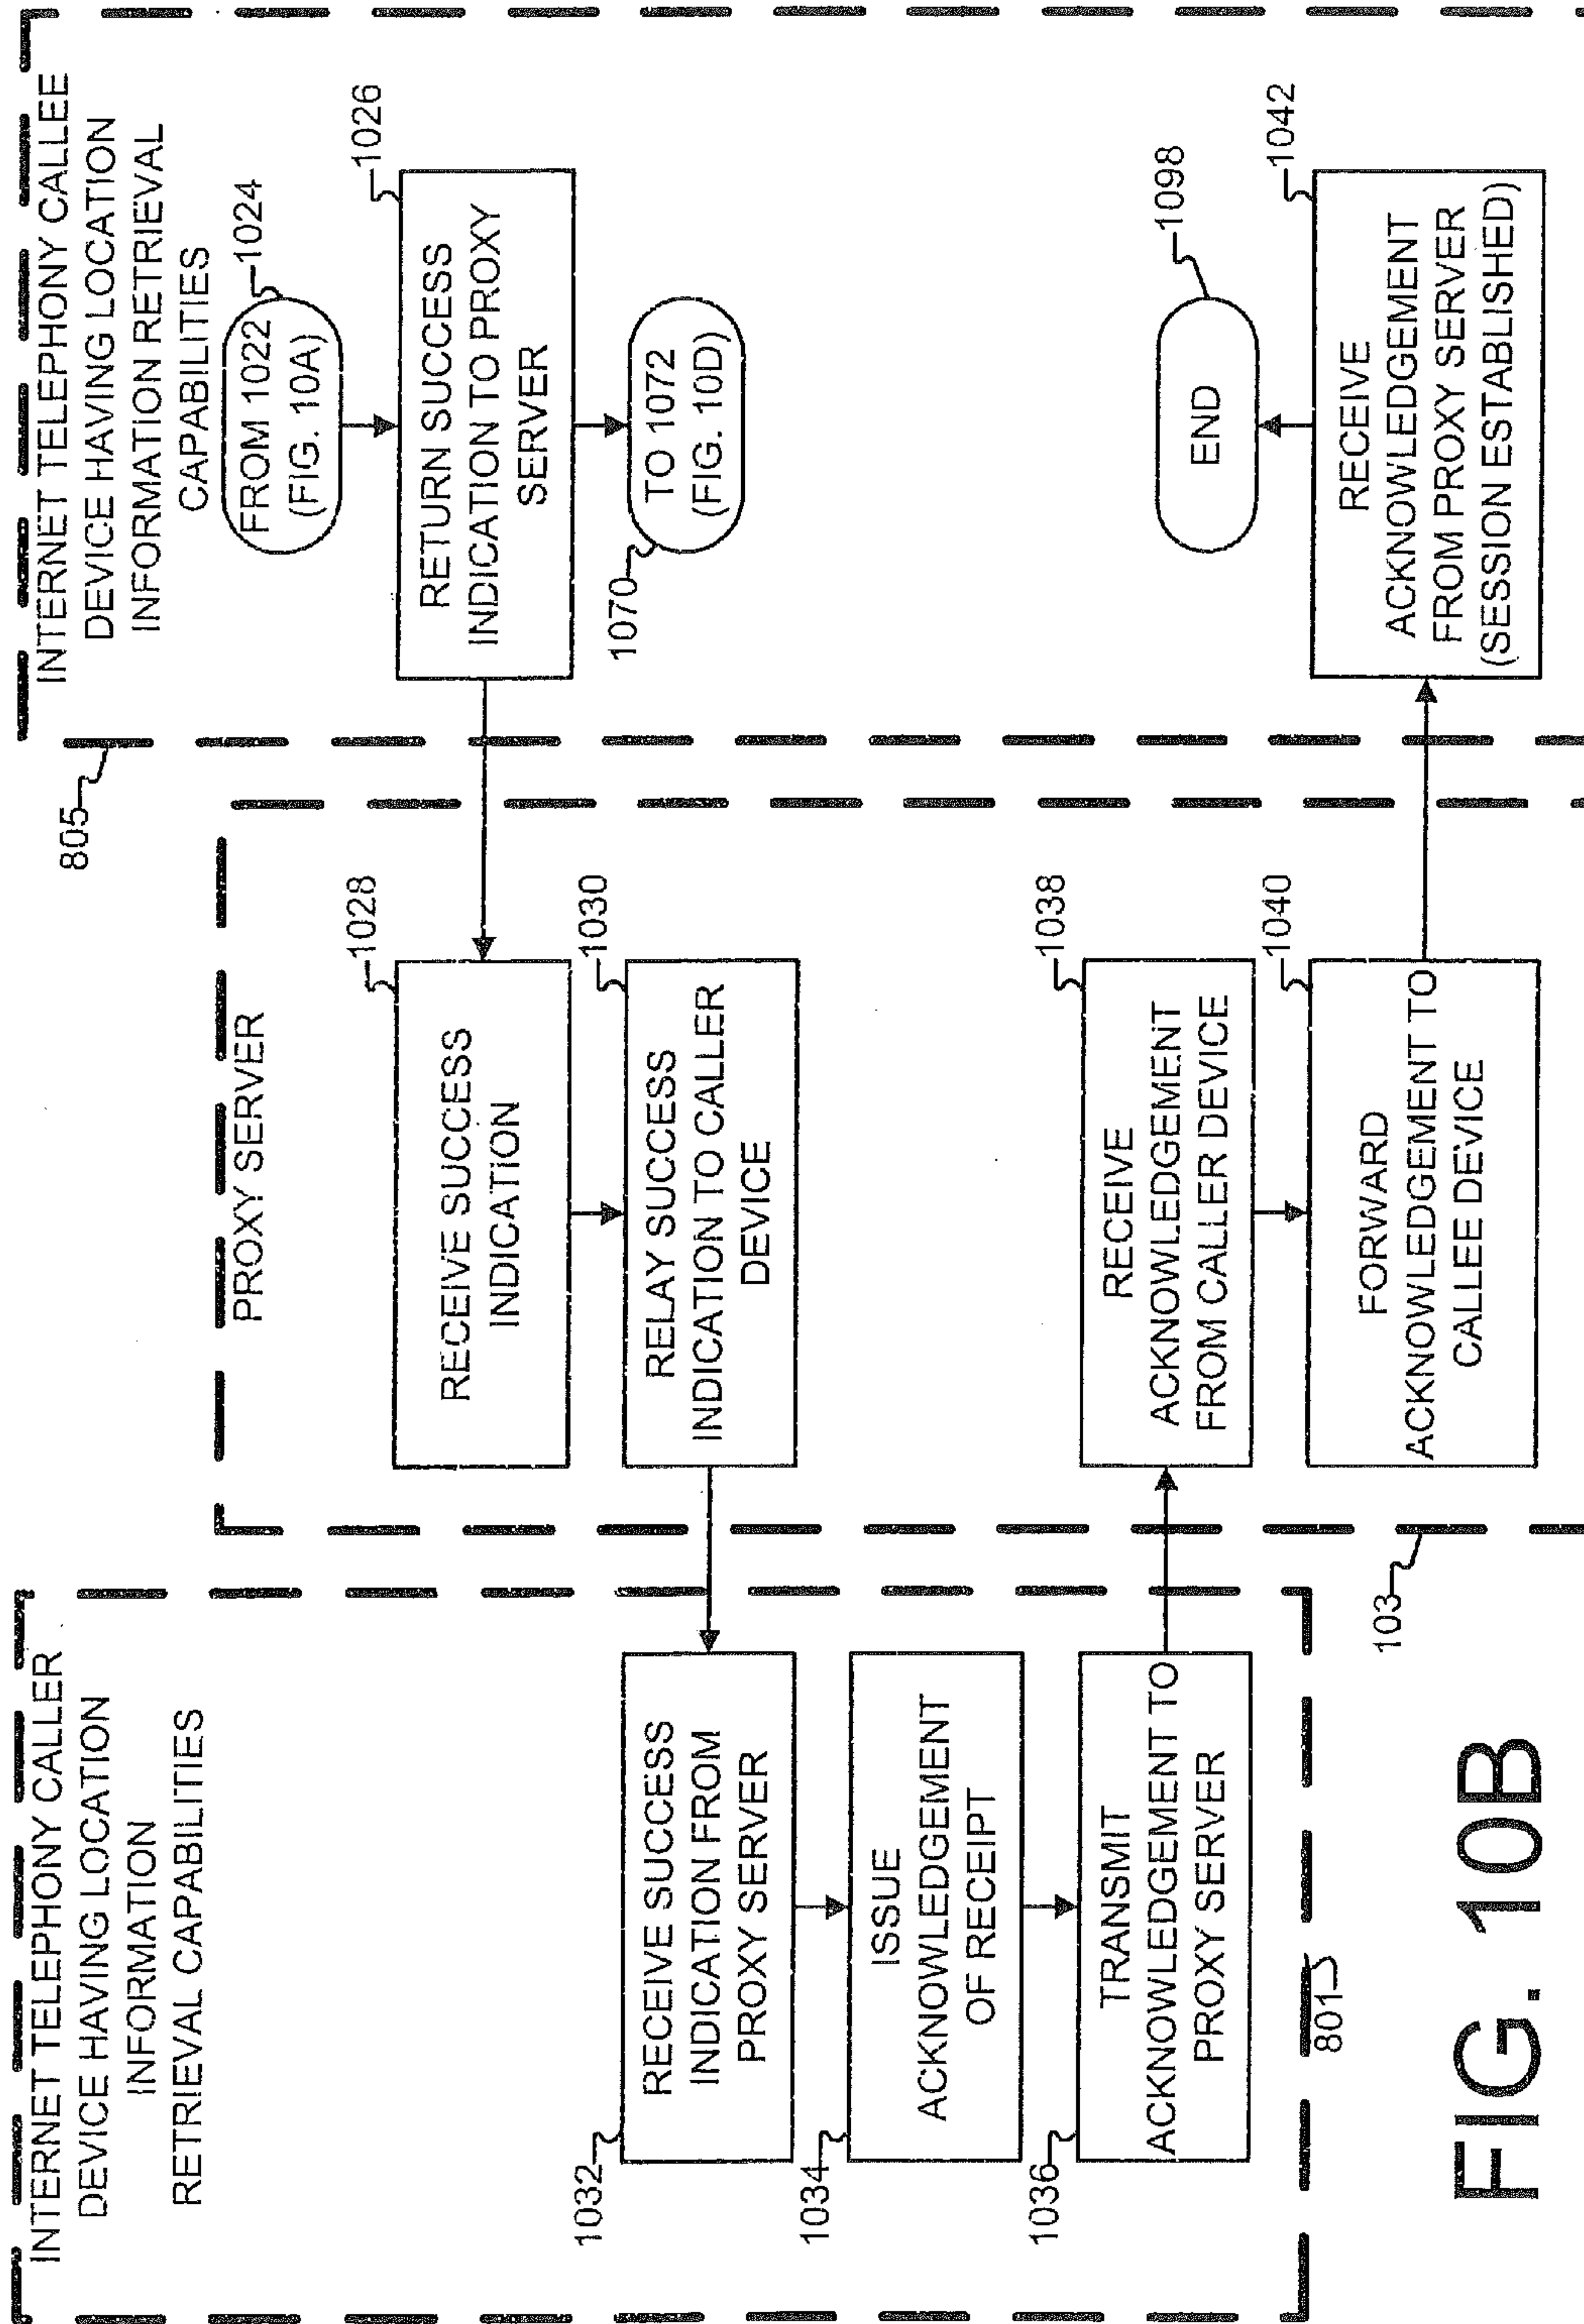 INTERNET TELEPHONY CALLER
DEVICE HAVING LOCATION
INFORMATION
RETRIEVAL CAPABILITIES
1032
RECEIVE SUCCESS
INDICATION FROM
PROXY SERVER
1034
ISSUE
ACKNOWLEDGEMENT
OF RECEIPT
1036
TRANSMIT
ACKNOWLEDGEMENT TO
PROXY SERVER
801
PROXY SERVER
1028
RECEIVE SUCCESS
INDICATION
1030
RELAY SUCCESS
INDICATION TO CALLER
DEVICE
1038
RECEIVE
ACKNOWLEDGEMENT
FROM CALLER DEVICE
1040
FORWARD
ACKNOWLEDGEMENT TO
CALLEE DEVICE
103
805
INTERNET TELEPHONY CALLEE
DEVICE HAVING LOCATION
INFORMATION RETRIEVAL
CAPABILITIES
1024
FROM 1022
(FIG. 10A)
1026
RETURN SUCCESS
INDICATION TO PROXY
SERVER
1070
TO 1072
(FIG. 10D)
1098
END
1042
RECEIVE
ACKNOWLEDGEMENT
FROM PROXY SERVER
(SESSION ESTABLISHED)
FIG. 10B